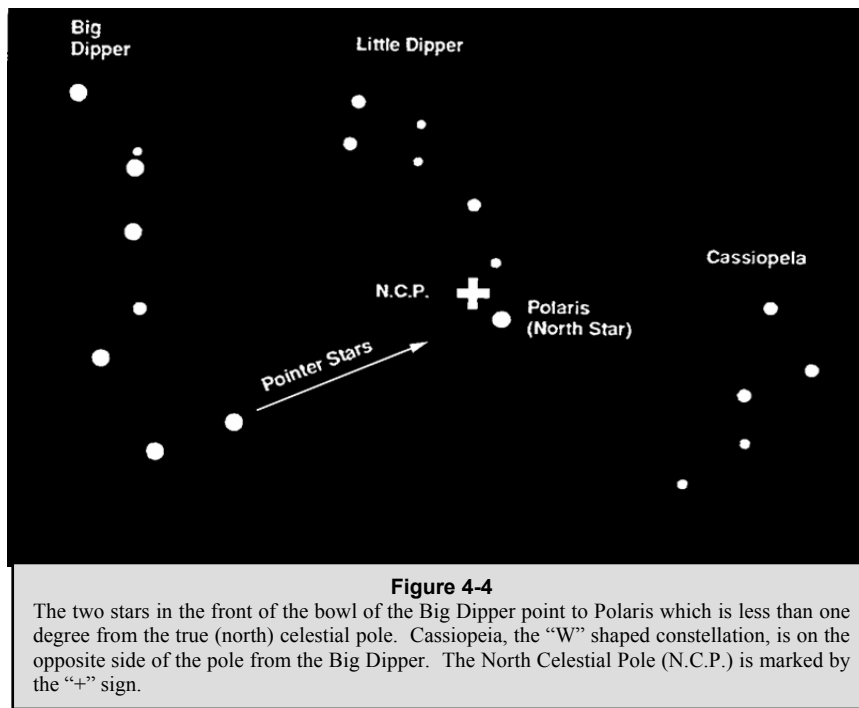 Big
Dipper
Little Dipper
Cassiopela
N.C.P.
Polaris
(North Star)
Pointer Stars
Figure 4-4
The two stars in the front of the bowl of the Big Dipper point to Polaris which is less than one
degree from the true (north) celestial pole. Cassiopeia, the “W” shaped constellation, is on the
opposite side of the pole from the Big Dipper. The North Celestial Pole (N.C.P.) is marked by
the “+” sign.